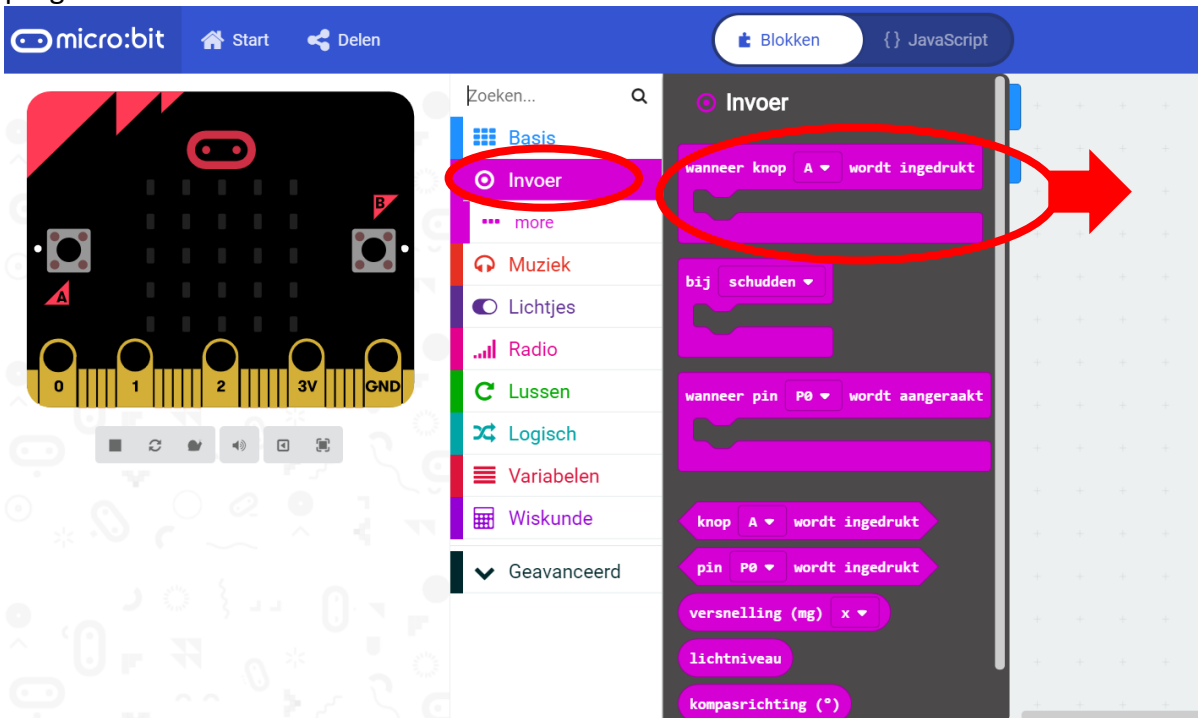 micro:bit Start Delen Blokken {} JavaScript
Zoeken...
Basis
Invoer
more
Muziek
Lichtjes
Radio
Lussen
Logisch
Variabelen
Wiskunde
Geavanceerd
Invoer
wanneer knop A wordt ingedrukt
bij schudden
wanneer pin P0 wordt aangeraakt
knop A wordt ingedrukt
pin P0 wordt ingedrukt
versnelling (mg) x
lichtniveau
kompasrichting (°)
B
A
0 1 2 3V GND